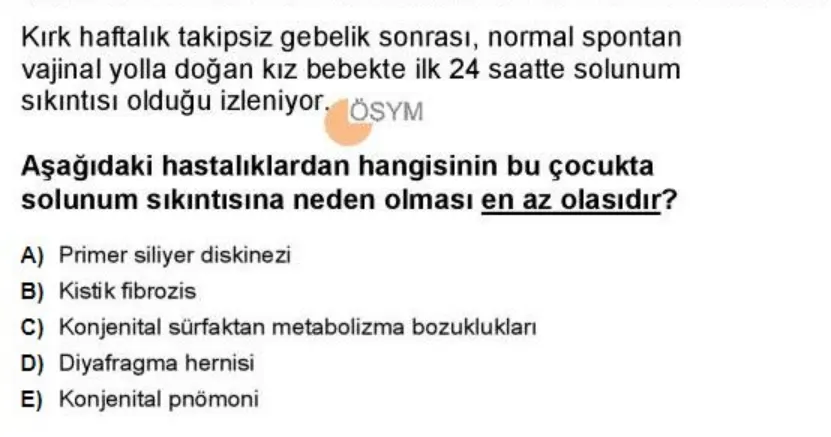 Kırk haftalık takipsiz gebelik sonrası, normal spontan
vajinal yolla doğan kız bebekte ilk 24 saatte solunum
sıkıntısı olduğu izleniyor.
ÖSYM
Aşağıdaki hastalıklardan hangisinin bu çocukta
solunum sıkıntısına neden olması en az olasıdır?
A) Primer siliyer diskinezi
B) Kistik fibrozis
C) Konjenital sürfaktan metabolizma bozuklukları
D) Diyafragma hernisi
E) Konjenital pnömoni